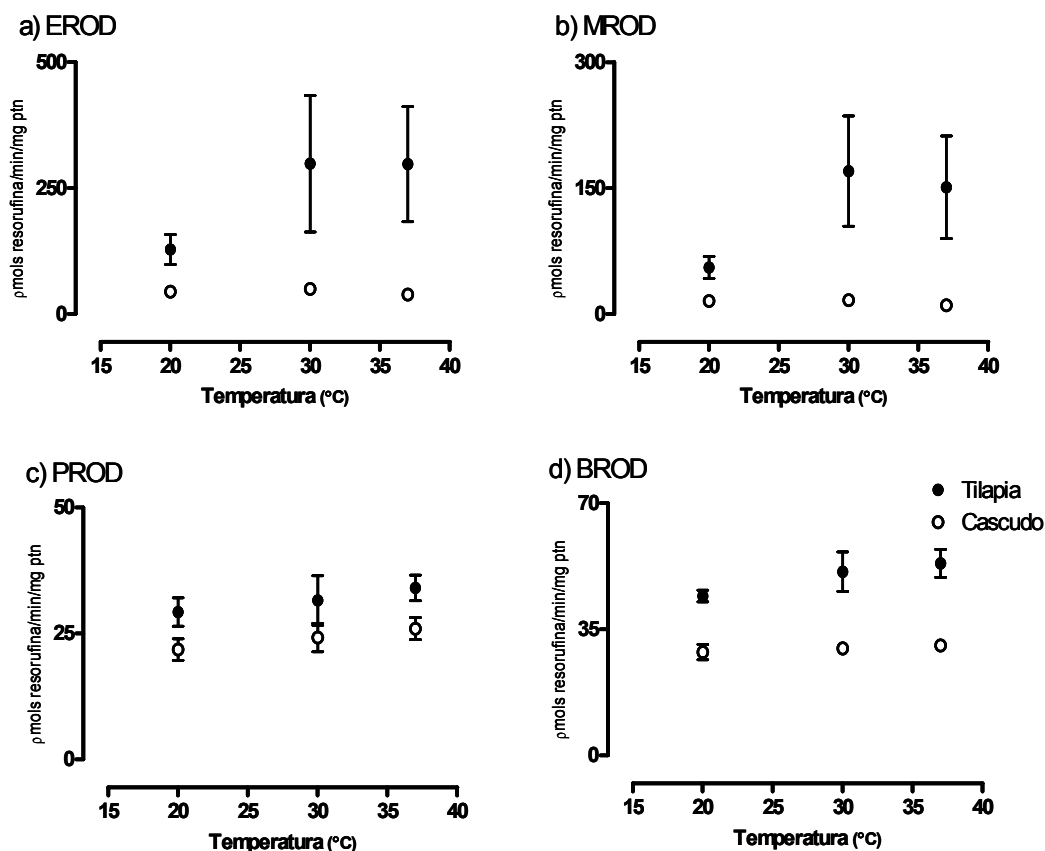 a) EROD
500
250
0
ρmols resorufina/min/mg ptn
15 20 25 30 35 40
Temperatura (°C)
b) MROD
300
150
0
ρmols resorufina/min/mg ptn
15 20 25 30 35 40
Temperatura (°C)
c) PROD
50
25
0
ρmols resorufina/min/mg ptn
15 20 25 30 35 40
Temperatura (°C)
d) BROD
Tilapia
Cascudo
70
35
0
ρmols resorufina/min/mg ptn
15 20 25 30 35 40
Temperatura (°C)